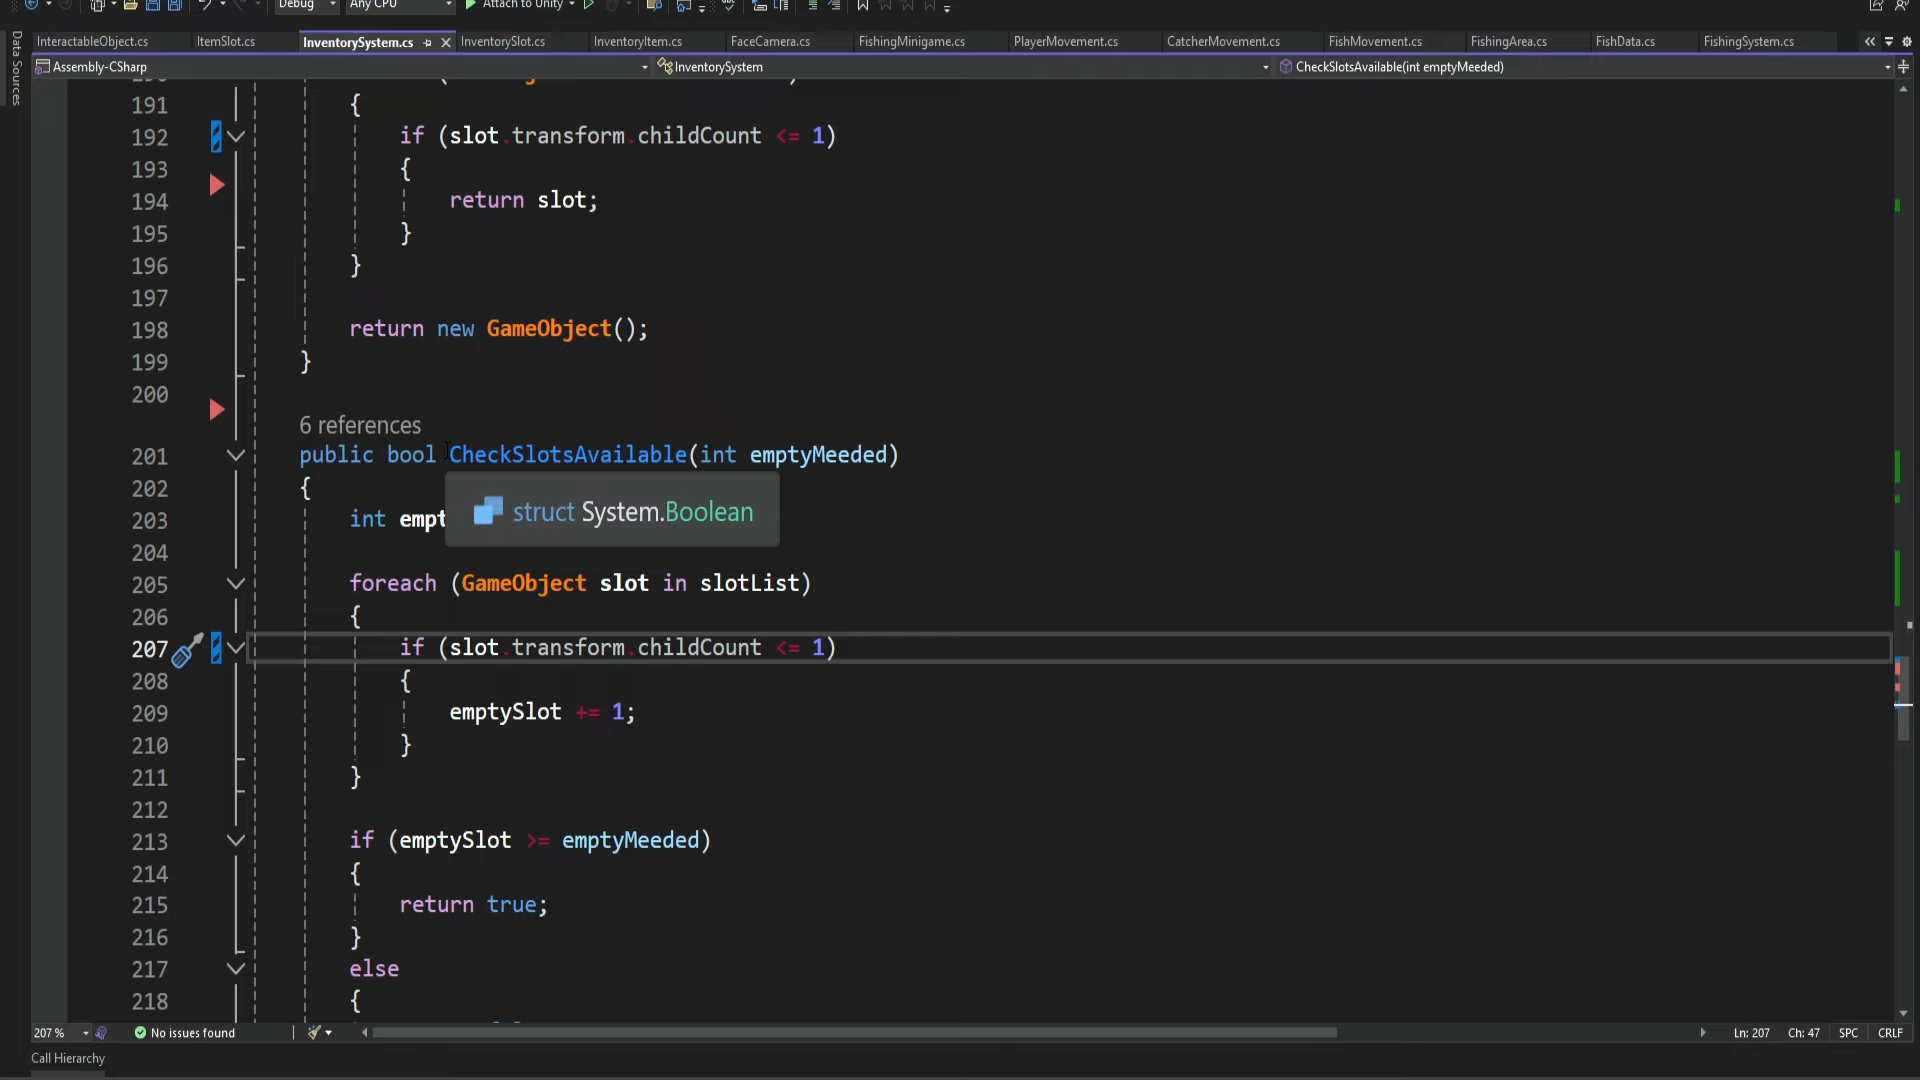 Debug Any CPU Attach to Unity
Data Sources
InteractableObject.cs ItemSlot.cs InventorySystem.cs InventorySlot.cs InventoryItem.cs FaceCamera.cs FishingMinigame.cs PlayerMovement.cs CatcherMovement.cs FishMovement.cs FishingArea.cs FishData.cs FishingSystem.cs
Assembly-CSharp InventorySystem CheckSlotsAvailable(int emptyMeeded)
191 {
192 if (slot.transform.childCount <= 1)
193 {
194 return slot;
195 }
196 }
197
198 return new GameObject();
199 }
200
6 references
201 public bool CheckSlotsAvailable(int emptyMeeded)
202 {
struct System.Boolean
203 int empt
204
205 foreach (GameObject slot in slotList)
206 {
207 if (slot.transform.childCount <= 1)
208 {
209 emptySlot += 1;
210 }
211 }
212
213 if (emptySlot >= emptyMeeded)
214 {
215 return true;
216 }
217 else
218 {
207 % No issues found Ln: 207 Ch: 47 SPC CRLF
Call Hierarchy